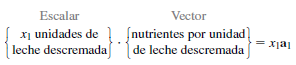 Escalar Vector
{x₁ unidades de leche descremada} · {nutrientes por unidad de leche descremada} = x₁a₁